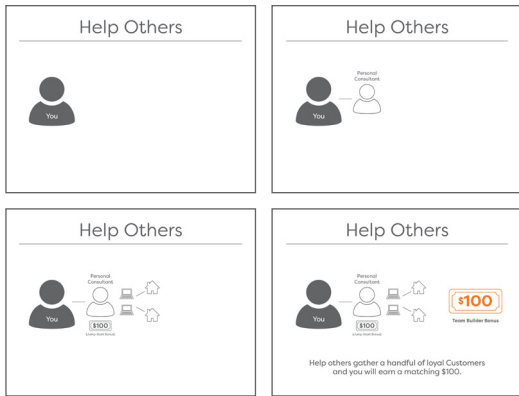 Help Others
You
Help Others
Personal
Consultant
You
Help Others
Personal
Consultant
You
$100
Help Others
Personal
Consultant
You
$100
$100
Team Builder Bonus
Help others gather a handful of loyal Customers
and you will earn a matching $100.